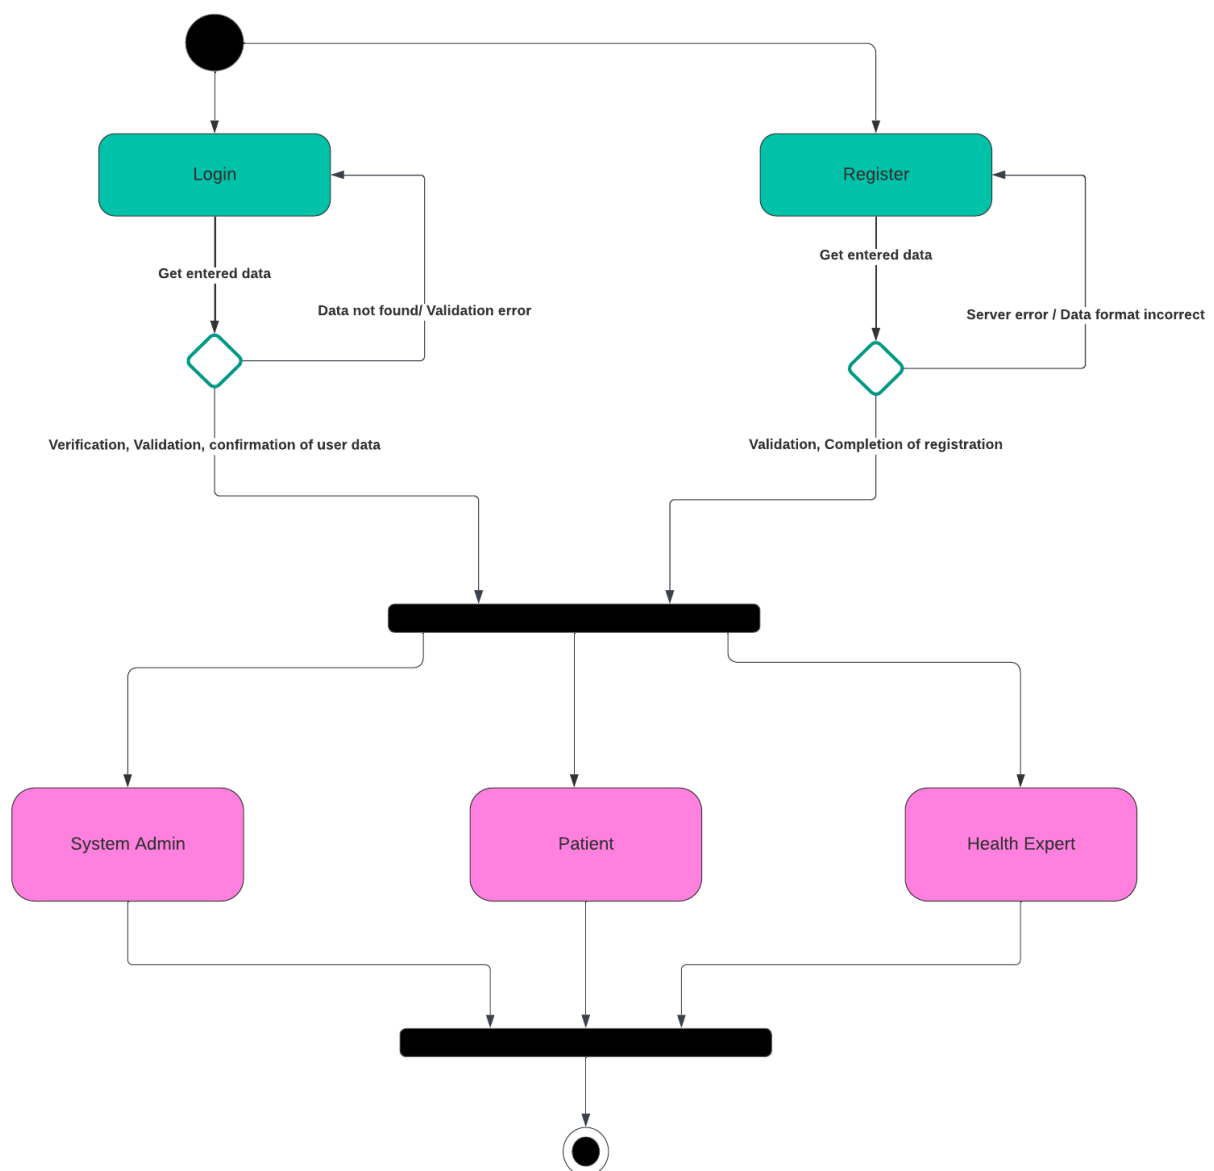 Login
Register
Get entered data
Get entered data
Data not found/ Validation error
Server error / Data format incorrect
Verification, Validation, confirmation of user data
Validation, Completion of registration
System Admin
Patient
Health Expert